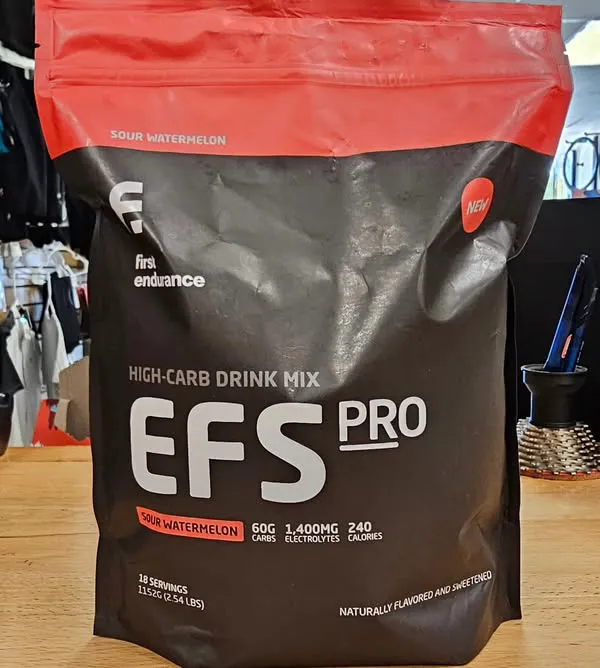 SOUR WATERMELON
NEW
first
endurance
HIGH-CARB DRINK MIX
EFS PRO
SOUR WATERMELON
60G CARBS
1,400MG ELECTROLYTES
240 CALORIES
18 SERVINGS
1152G (2.54 LBS)
NATURALLY FLAVORED AND SWEETENED